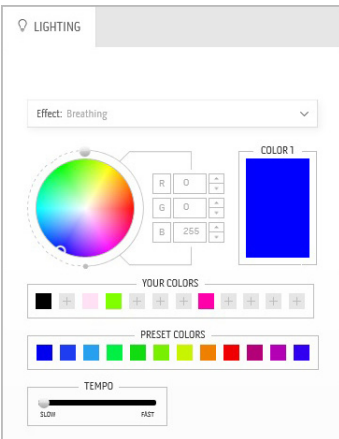 LIGHTING
Effect: Breathing
COLOR 1
R 0
G 0
B 255
YOUR COLORS
PRESET COLORS
TEMPO
SLOW FAST